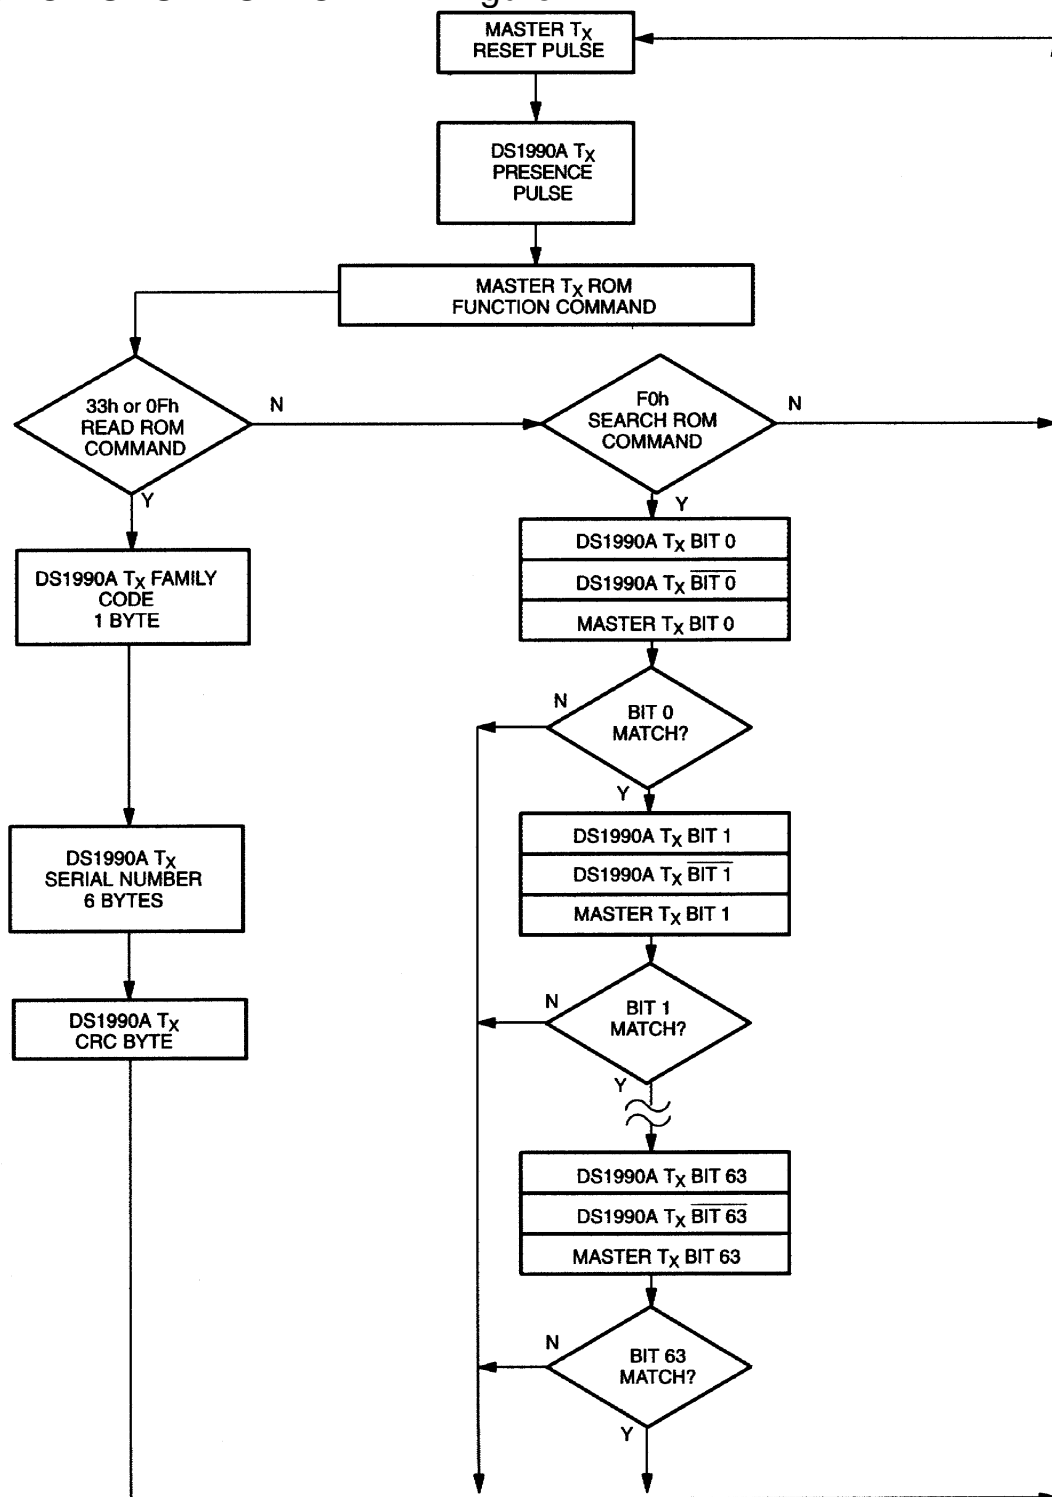 MASTER TX
RESET PULSE
DS1990A TX
PRESENCE
PULSE
MASTER TX ROM
FUNCTION COMMAND
33h or 0Fh
READ ROM
COMMAND
N
Y
F0h
SEARCH ROM
COMMAND
N
Y
DS1990A TX FAMILY
CODE
1 BYTE
DS1990A TX
SERIAL NUMBER
6 BYTES
DS1990A TX
CRC BYTE
DS1990A TX BIT 0
DS1990A TX BIT 0
MASTER TX BIT 0
N
BIT 0
MATCH?
Y
DS1990A TX BIT 1
DS1990A TX BIT 1
MASTER TX BIT 1
N
BIT 1
MATCH?
Y
DS1990A TX BIT 63
DS1990A TX BIT 63
MASTER TX BIT 63
N
BIT 63
MATCH?
Y